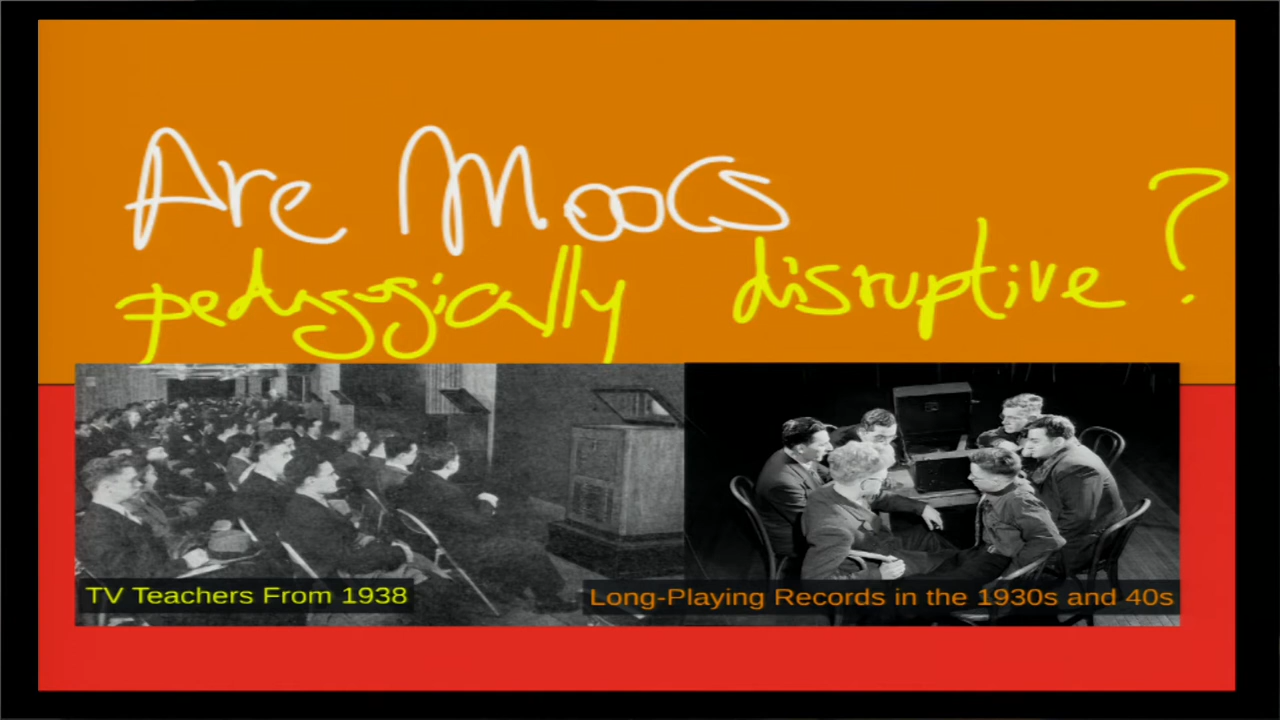 Are MOOCs
pedagogically disruptive ?
TV Teachers From 1938
Long-Playing Records in the 1930s and 40s